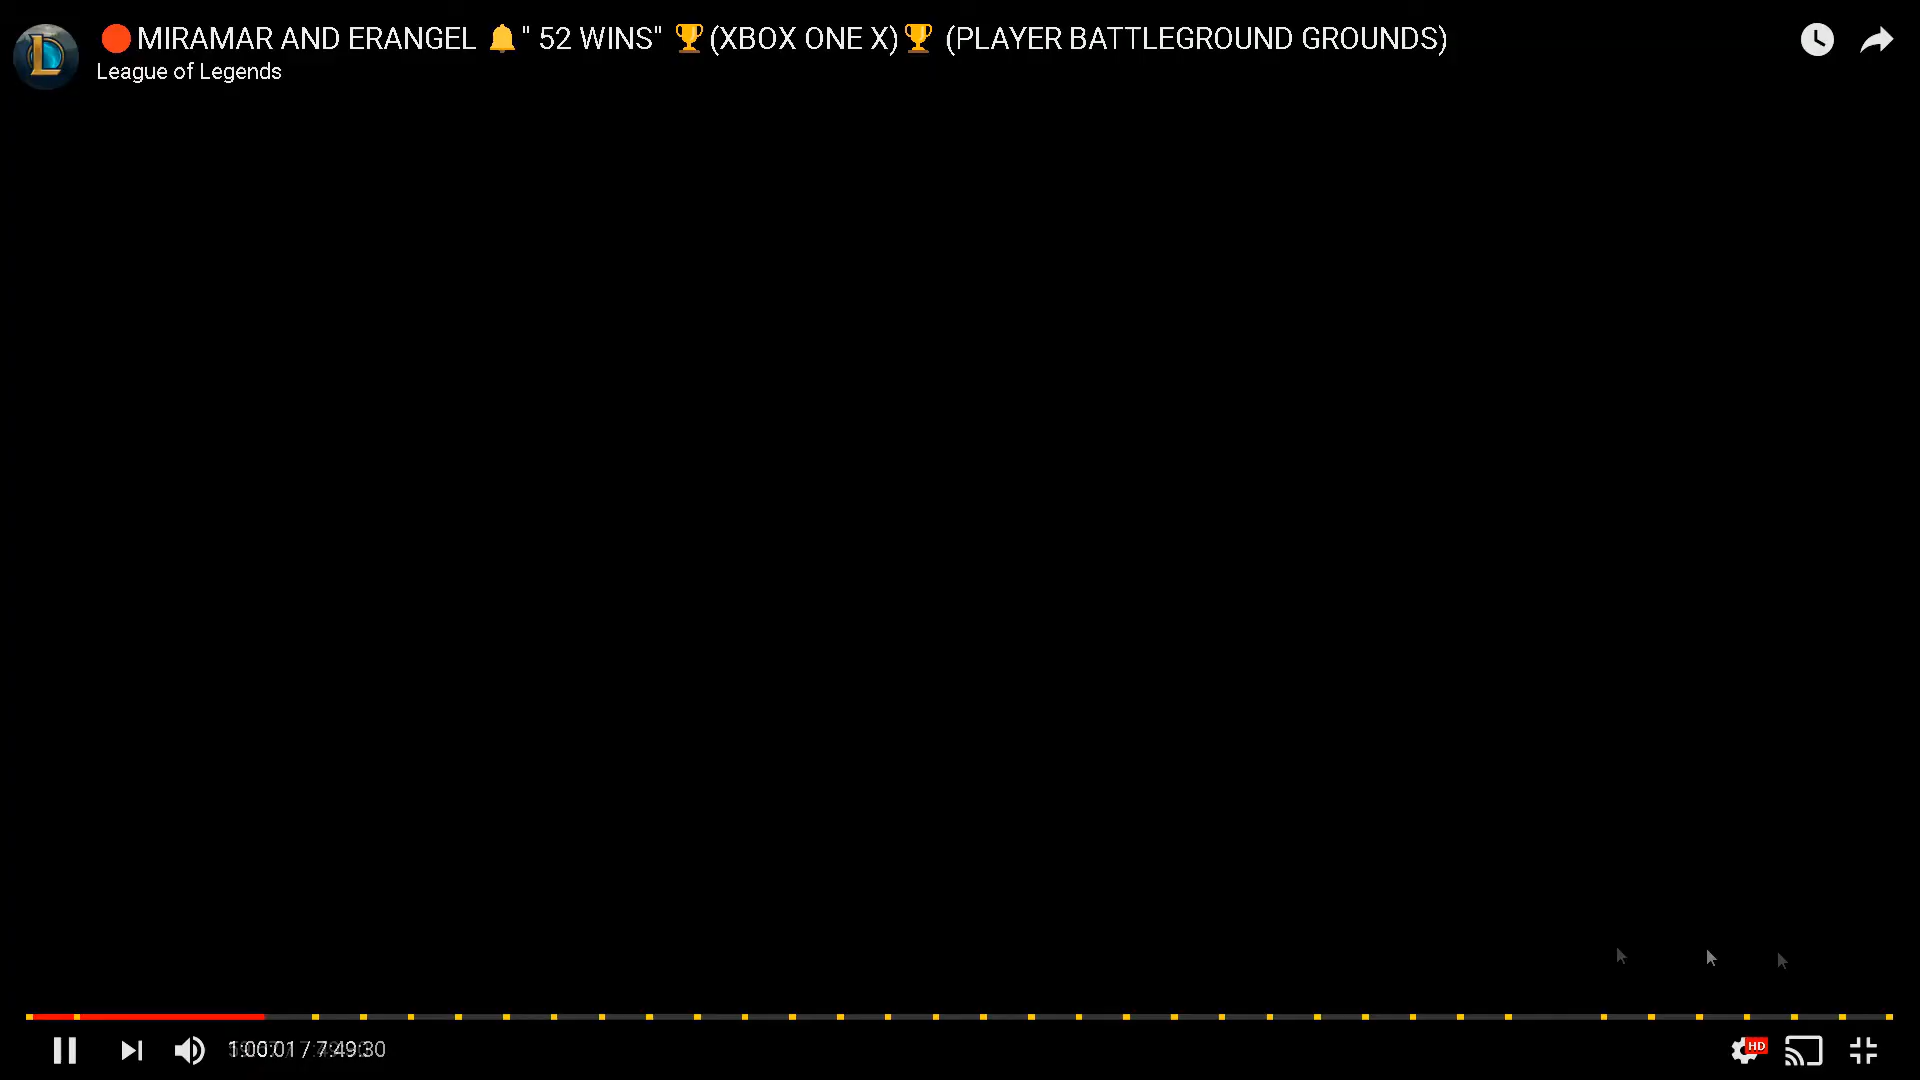 🔴MIRAMAR AND ERANGEL 🔔" 52 WINS" 🏆(XBOX ONE X)🏆 (PLAYER BATTLEGROUND GROUNDS)
League of Legends
1:00:01 / 7:49:30
HD